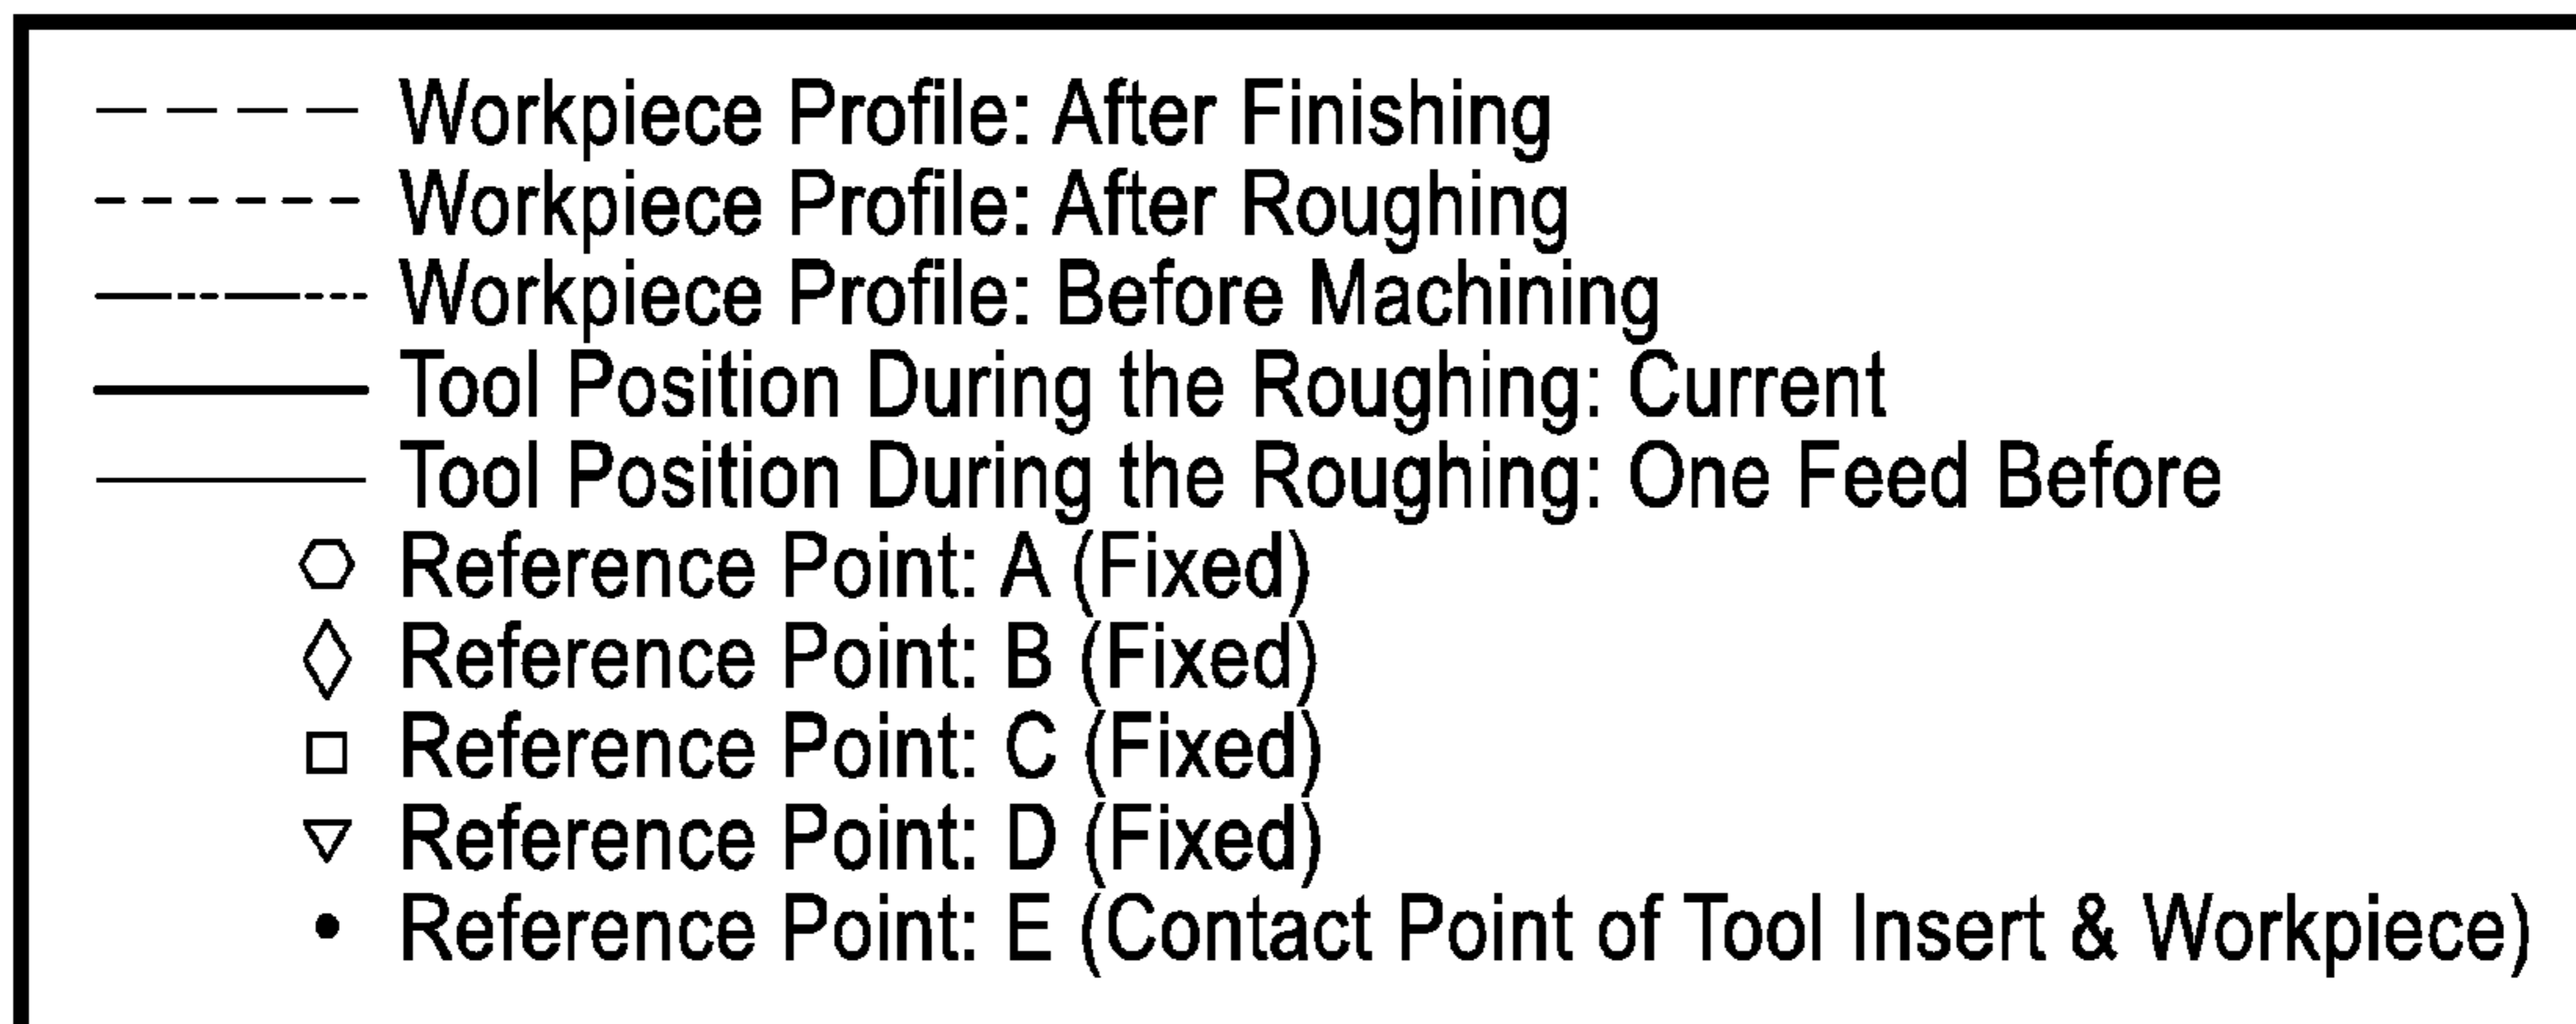 Workpiece Profile: After Finishing
Workpiece Profile: After Roughing
Workpiece Profile: Before Machining
Tool Position During the Roughing: Current
Tool Position During the Roughing: One Feed Before
Reference Point: A (Fixed)
Reference Point: B (Fixed)
Reference Point: C (Fixed)
Reference Point: D (Fixed)
Reference Point: E (Contact Point of Tool Insert & Workpiece)